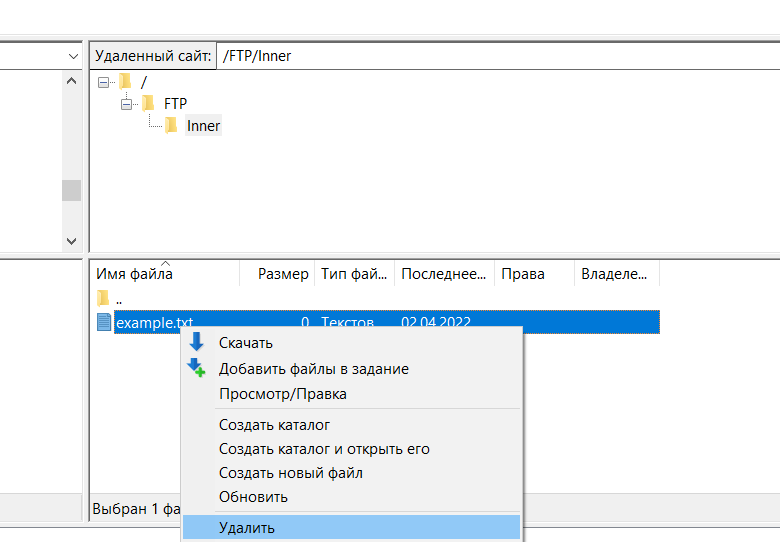 Удаленный сайт: /FTP/Inner
/
FTP
Inner
Имя файла Размер Тип фай... Последнее... Права Владеле...
..
example.txt 0 Текстов... 02.04.2022
Скачать
Добавить файлы в задание
Просмотр/Правка
Создать каталог
Создать каталог и открыть его
Создать новый файл
Обновить
Выбран 1 фа
Удалить